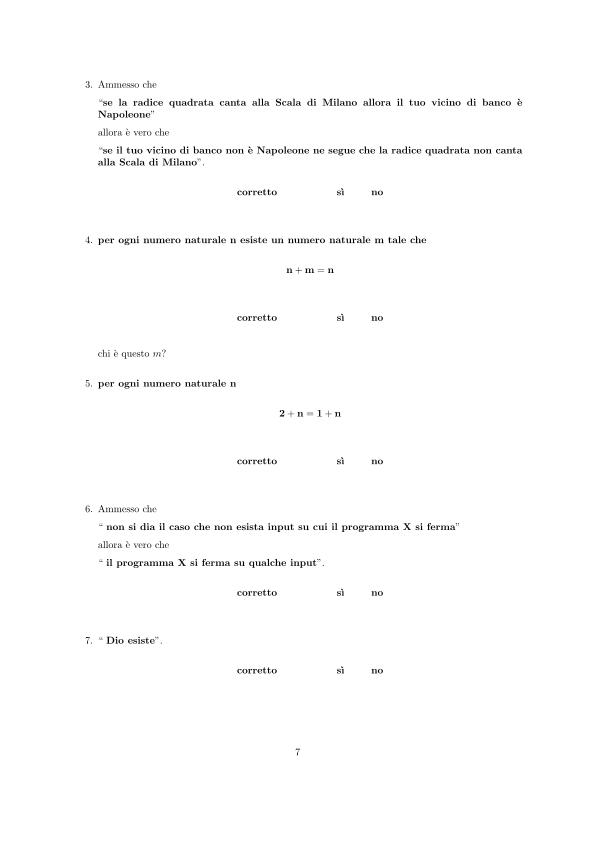 3. Ammesso che
“se la radice quadrata canta alla Scala di Milano allora il tuo vicino di banco è
Napoleone”
allora è vero che
“se il tuo vicino di banco non è Napoleone ne segue che la radice quadrata non canta
alla Scala di Milano”.
corretto sì no
4. per ogni numero naturale n esiste un numero naturale m tale che
n + m = n
corretto sì no
chi è questo m?
5. per ogni numero naturale n
2 + n = 1 + n
corretto sì no
6. Ammesso che
“ non si dia il caso che non esista input su cui il programma X si ferma”
allora è vero che
“ il programma X si ferma su qualche input”.
corretto sì no
7. “ Dio esiste”.
corretto sì no
7